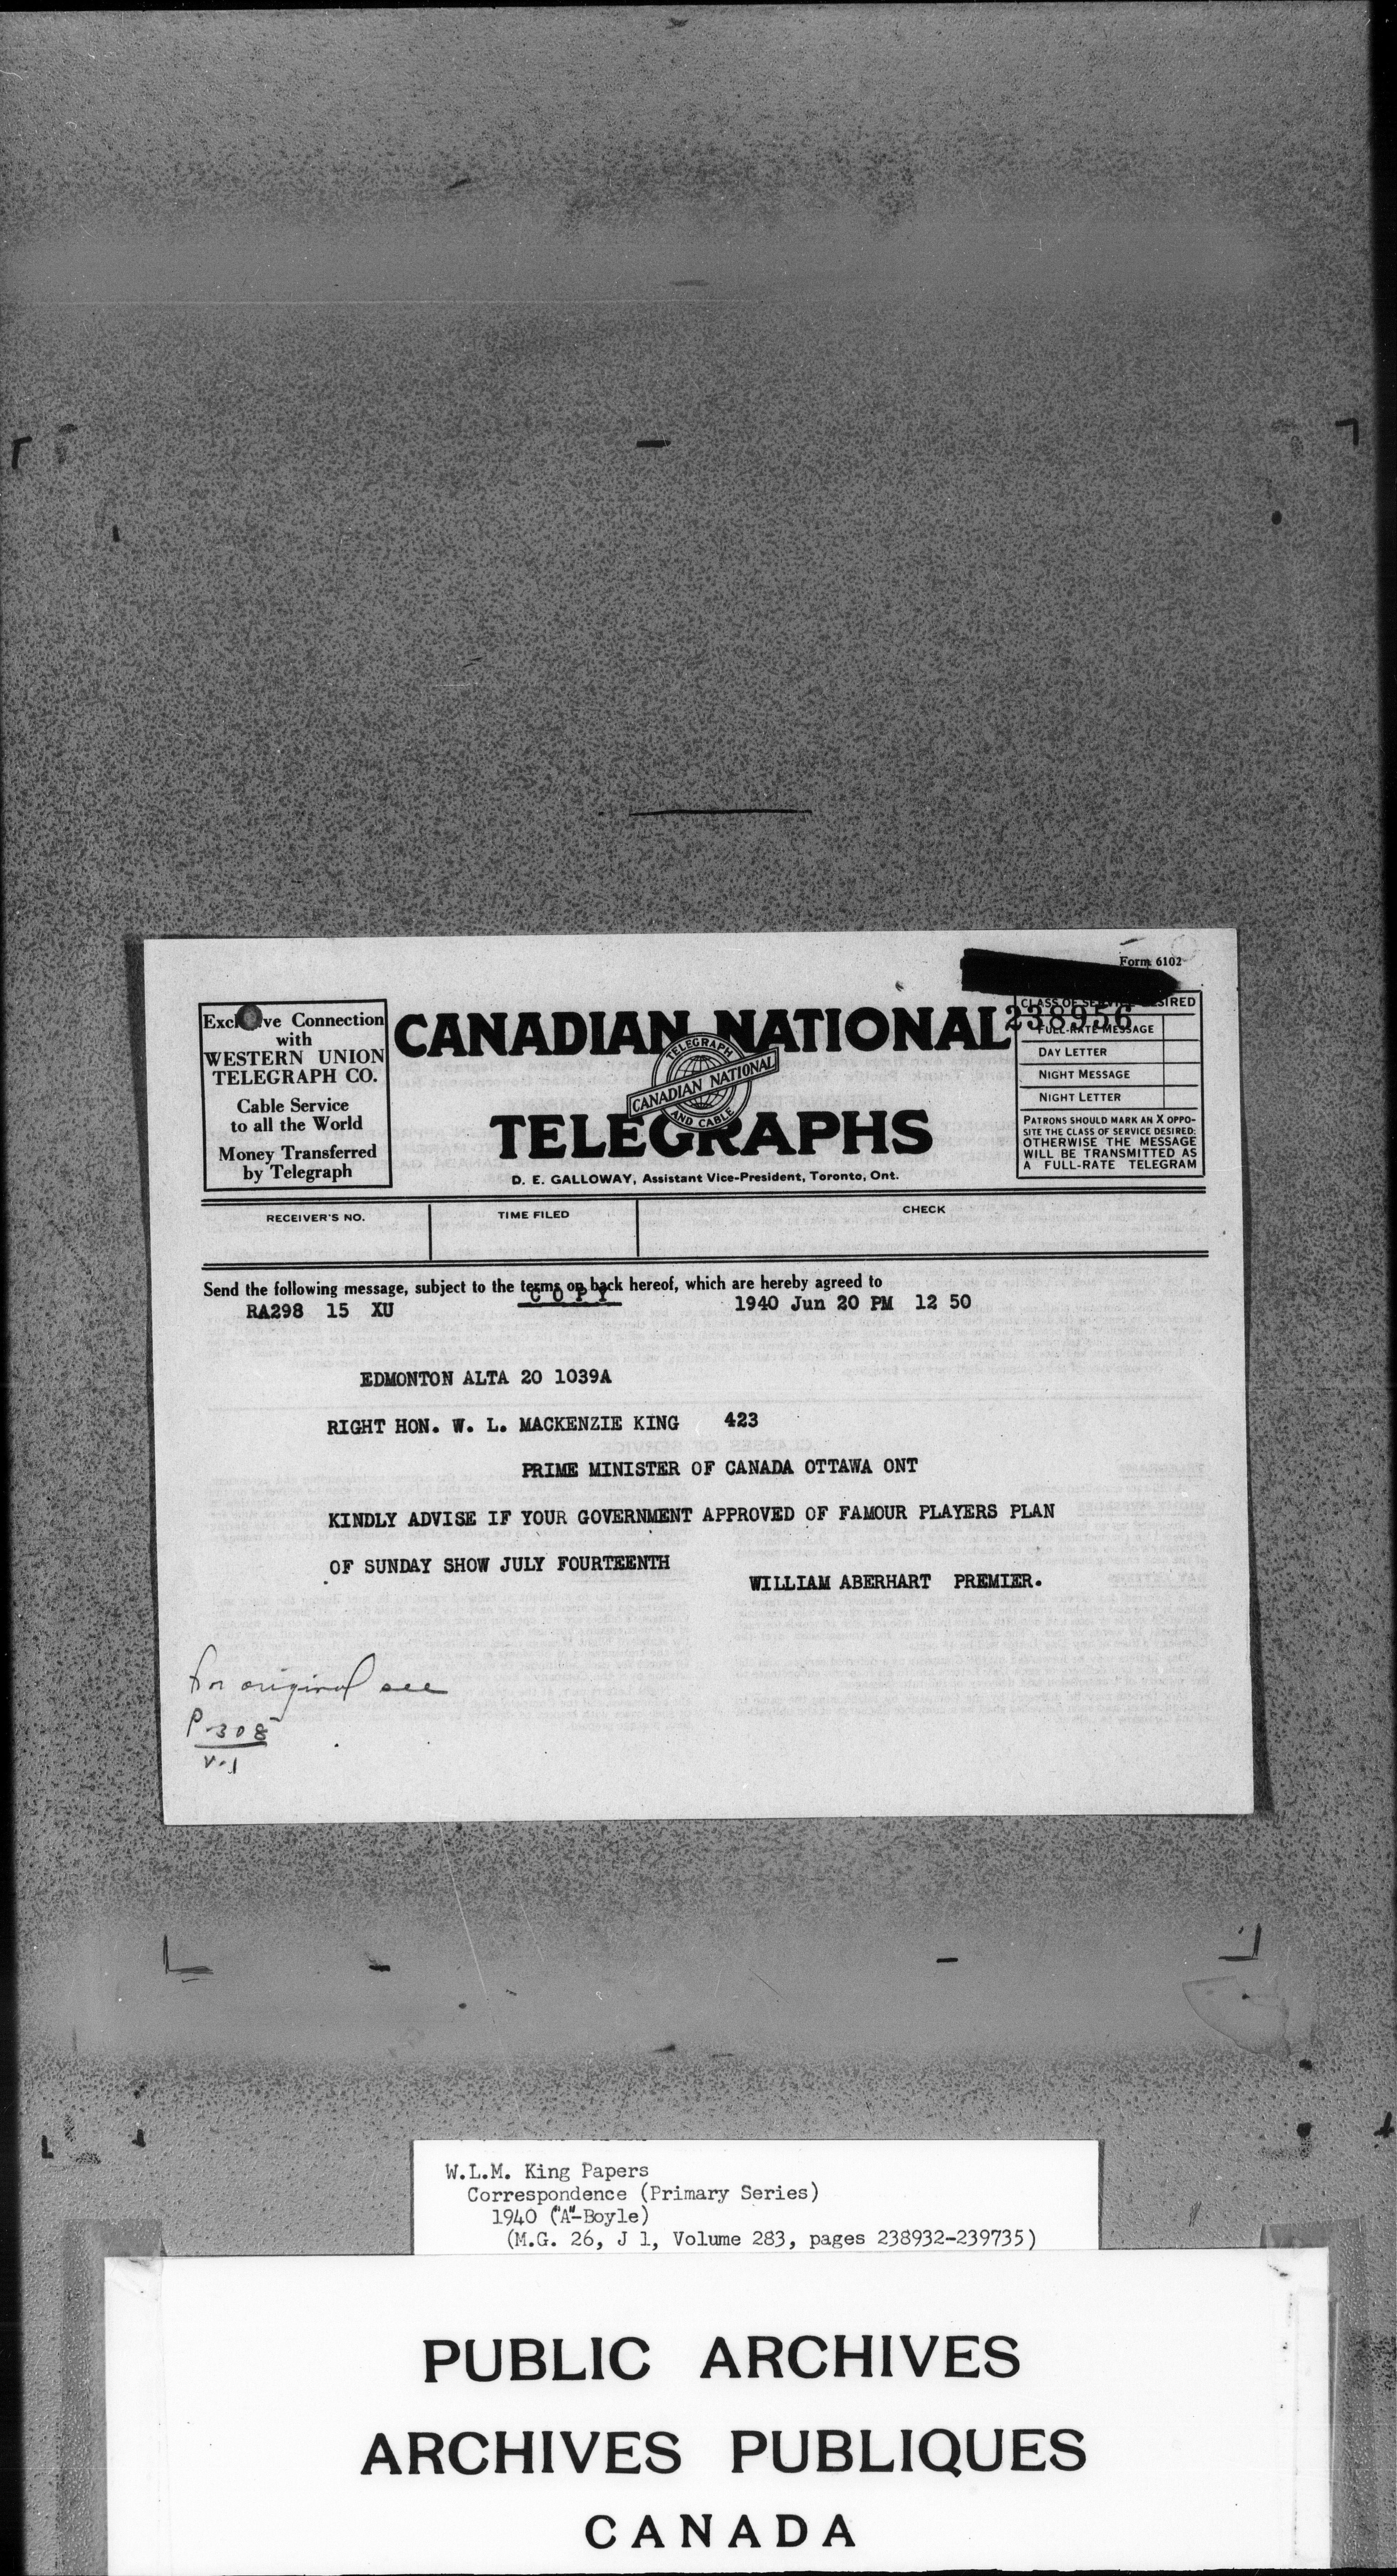 Form 6102
Exclusive Connection
with
WESTERN UNION
TELEGRAPH CO.
Cable Service
to all the World
Money Transferred
by Telegraph
CANADIAN NATIONAL
TELEGRAPH
CANADIAN NATIONAL
AND CABLE
TELEGRAPHS
D. E. GALLOWAY, Assistant Vice-President, Toronto, Ont.
238956
CLASS OF SERVICE DESIRED
FULL-RATE MESSAGE
DAY LETTER
NIGHT MESSAGE
NIGHT LETTER
PATRONS SHOULD MARK AN X OPPO-
SITE THE CLASS OF SERVICE DESIRED;
OTHERWISE THE MESSAGE
WILL BE TRANSMITTED AS
A FULL-RATE TELEGRAM
RECEIVER'S NO. TIME FILED CHECK
Send the following message, subject to the terms on back hereof, which are hereby agreed to
COPY
RA298 15 XU 1940 Jun 20 PM 12 50
EDMONTON ALTA 20 1039A
RIGHT HON. W. L. MACKENZIE KING 423
PRIME MINISTER OF CANADA OTTAWA ONT
KINDLY ADVISE IF YOUR GOVERNMENT APPROVED OF FAMOUR PLAYERS PLAN
OF SUNDAY SHOW JULY FOURTEENTH
WILLIAM ABERHART PREMIER.
for original see
P-308
V-1
W.L.M. King Papers
Correspondence (Primary Series)
1940 ("A"-Boyle)
(M.G. 26, J 1, Volume 283, pages 238932-239735)
PUBLIC ARCHIVES
ARCHIVES PUBLIQUES
CANADA